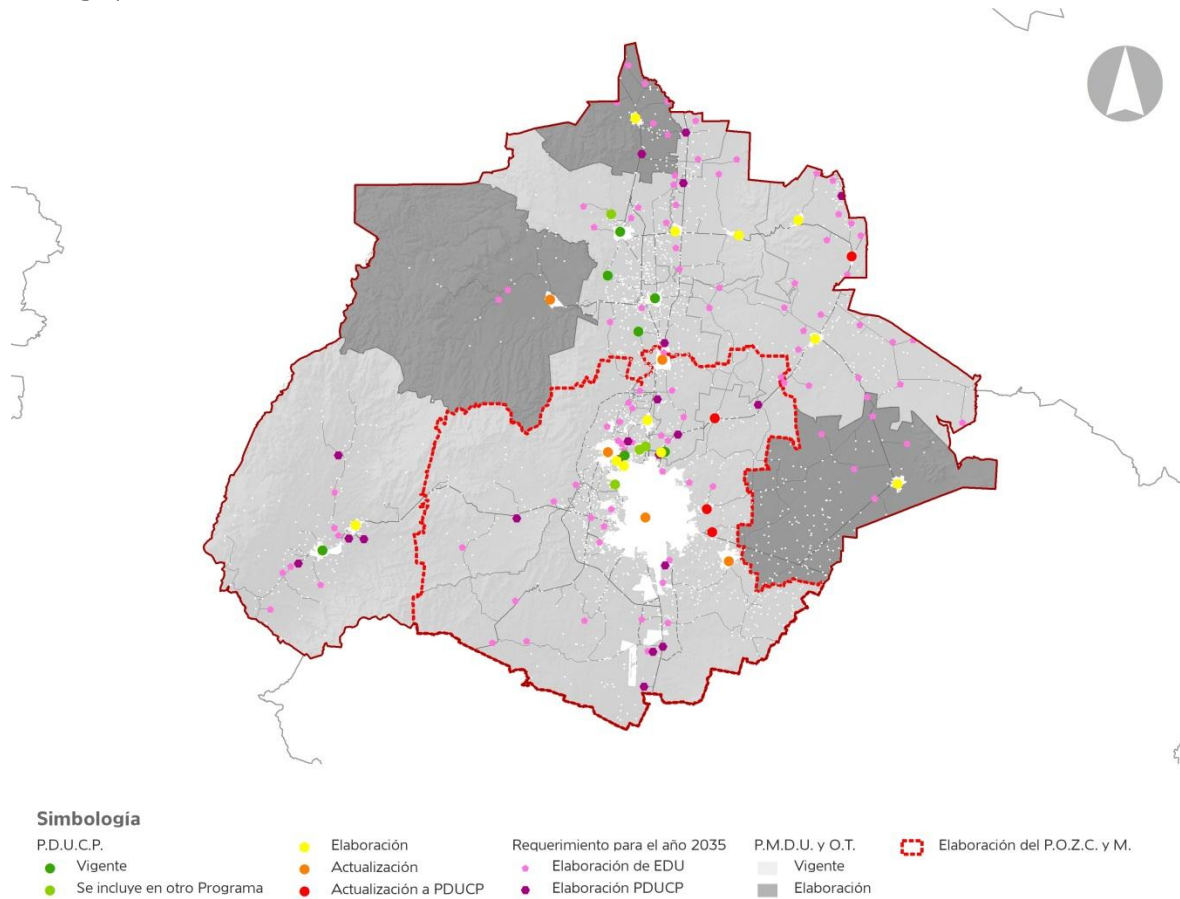 Simbología
P.D.U.C.P.
Vigente
Se incluye en otro Programa
Elaboración
Actualización
Actualización a PDUCP
Requerimiento para el año 2035
Elaboración de EDU
Elaboración PDUCP
P.M.D.U. y O.T.
Vigente
Elaboración
Elaboración del P.O.Z.C. y M.